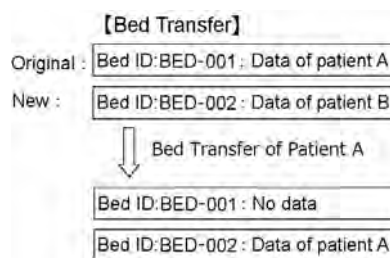 【Bed Transfer】
Original : Bed ID:BED-001 : Data of patient A
New : Bed ID:BED-002 : Data of patient B
Bed Transfer of Patient A
Bed ID:BED-001 : No data
Bed ID:BED-002 : Data of patient A